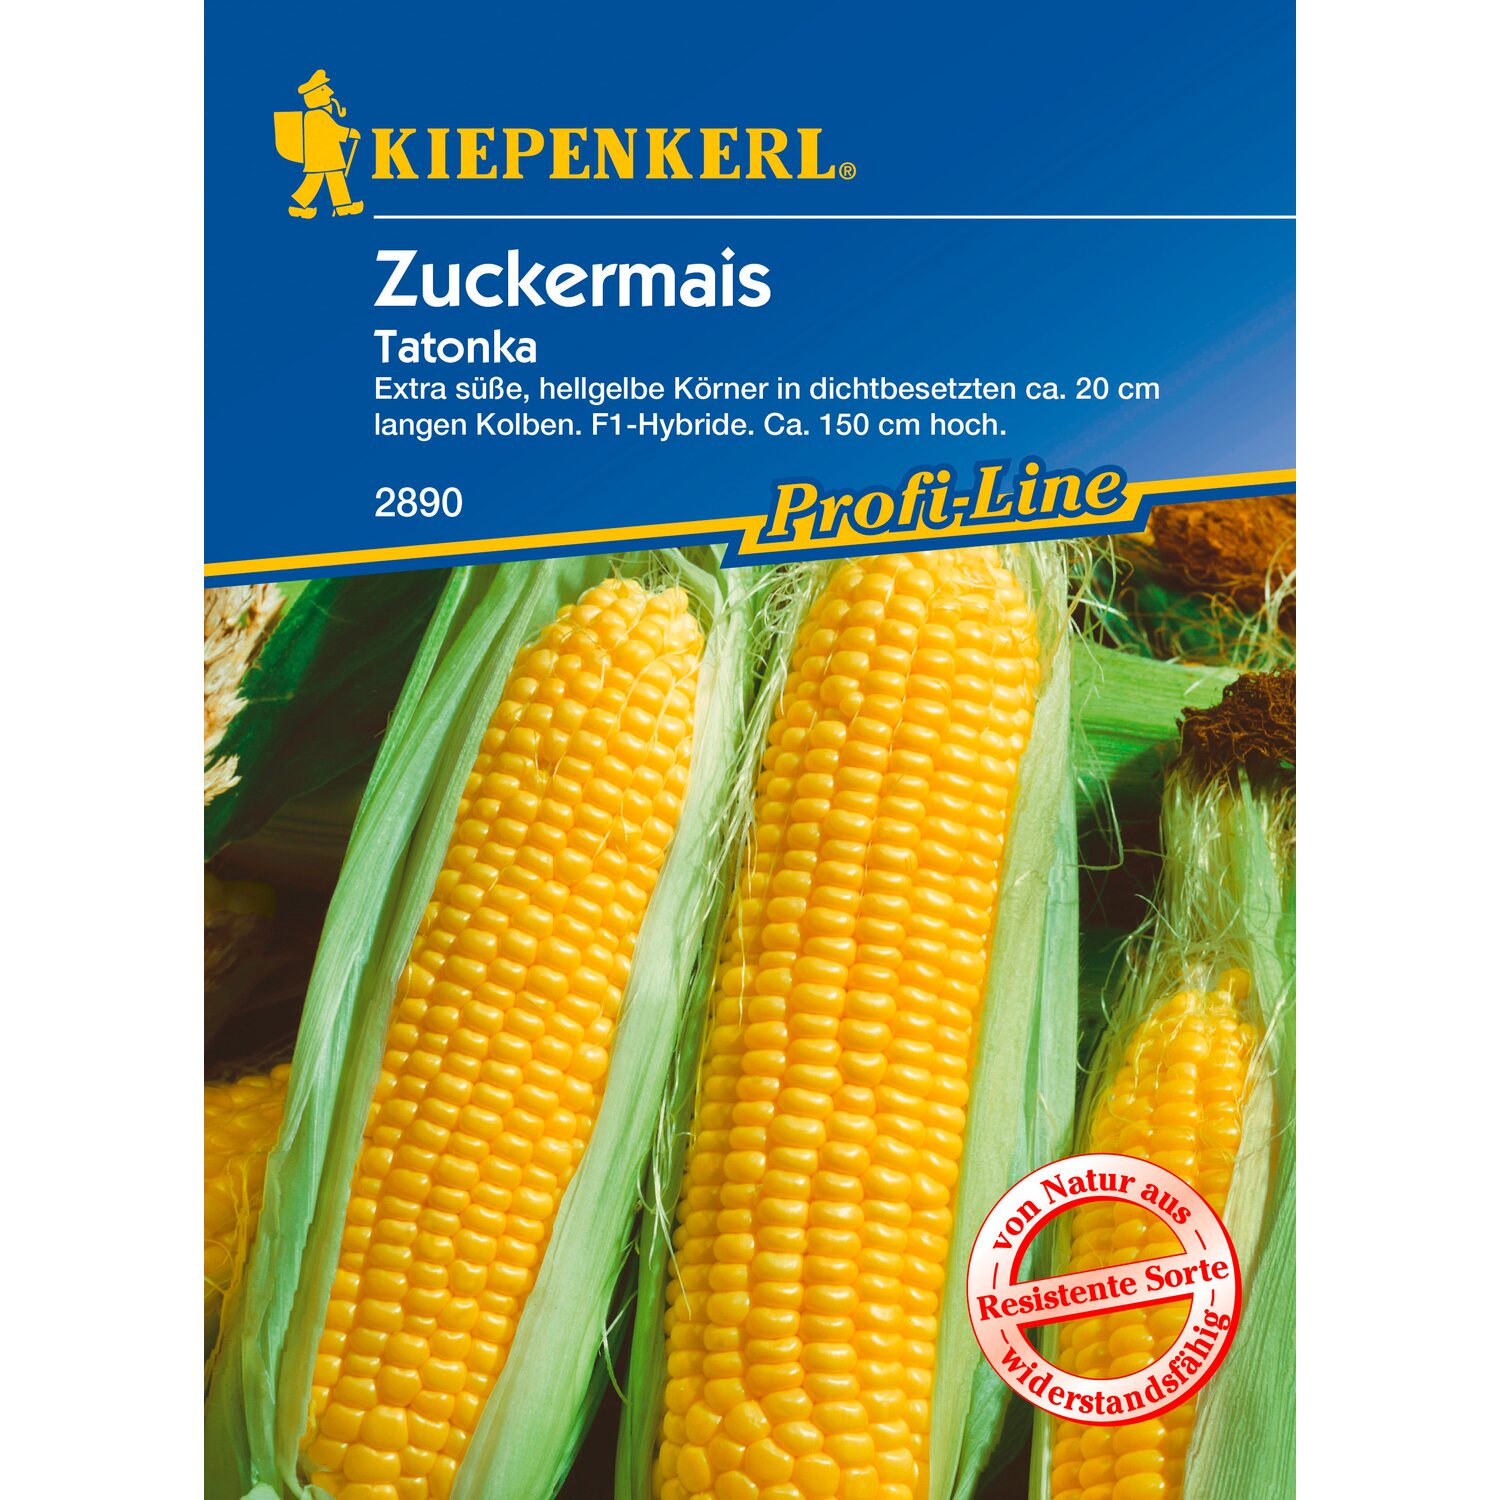 KIEPENKERL®
Zuckermais
Tatonka
Extra süße, hellgelbe Körner in dichtbesetzten ca. 20 cm
langen Kolben. F1-Hybride. Ca. 150 cm hoch.
2890
Profi-Line
von Natur aus
Resistente Sorte
widerstandsfähig